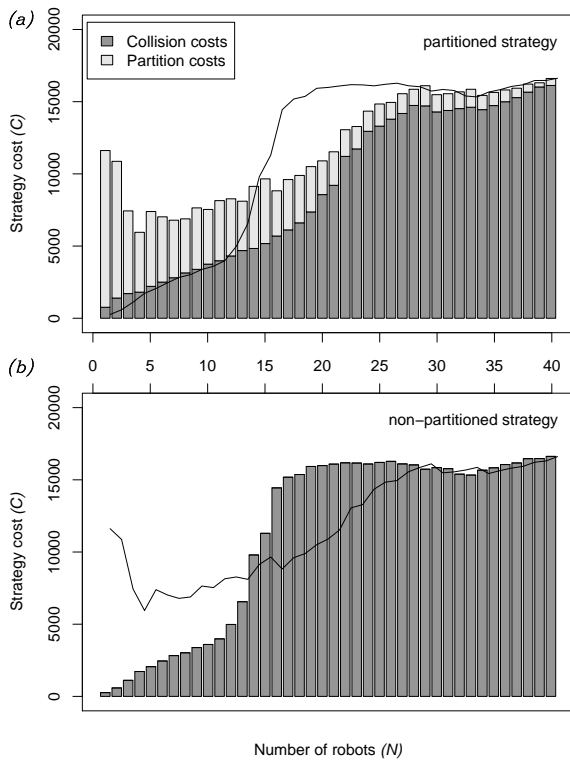 (a)
Collision costs
Partition costs
partitioned strategy
Strategy cost (C)
20000
15000
10000
5000
0
0 5 10 15 20 25 30 35 40
(b)
non-partitioned strategy
Strategy cost (C)
20000
15000
10000
5000
0
Number of robots (N)